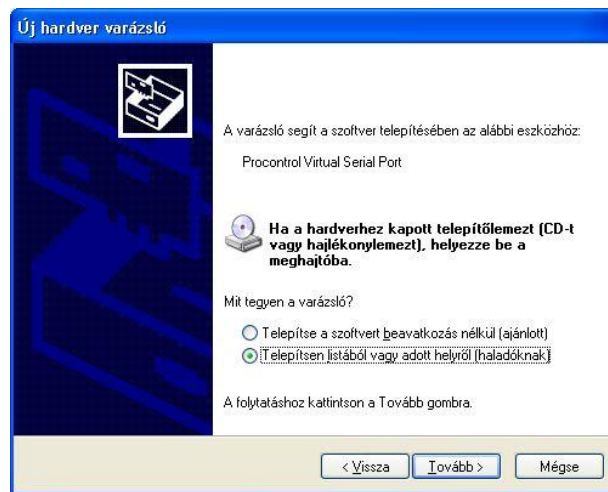 Új hardver varázsló
A varázsló segít a szoftver telepítésében az alábbi eszközhöz:
Procontrol Virtual Serial Port
Ha a hardverhez kapott telepítőlemezt (CD-t
vagy hajlékonylemezt), helyezze be a
meghajtóba.
Mit tegyen a varázsló?
Telepítse a szoftvert beavatkozás nélkül (ajánlott)
Telepítsen listából vagy adott helyről (haladóknak)
A folytatáshoz kattintson a Tovább gombra.
< Vissza Tovább > Mégse